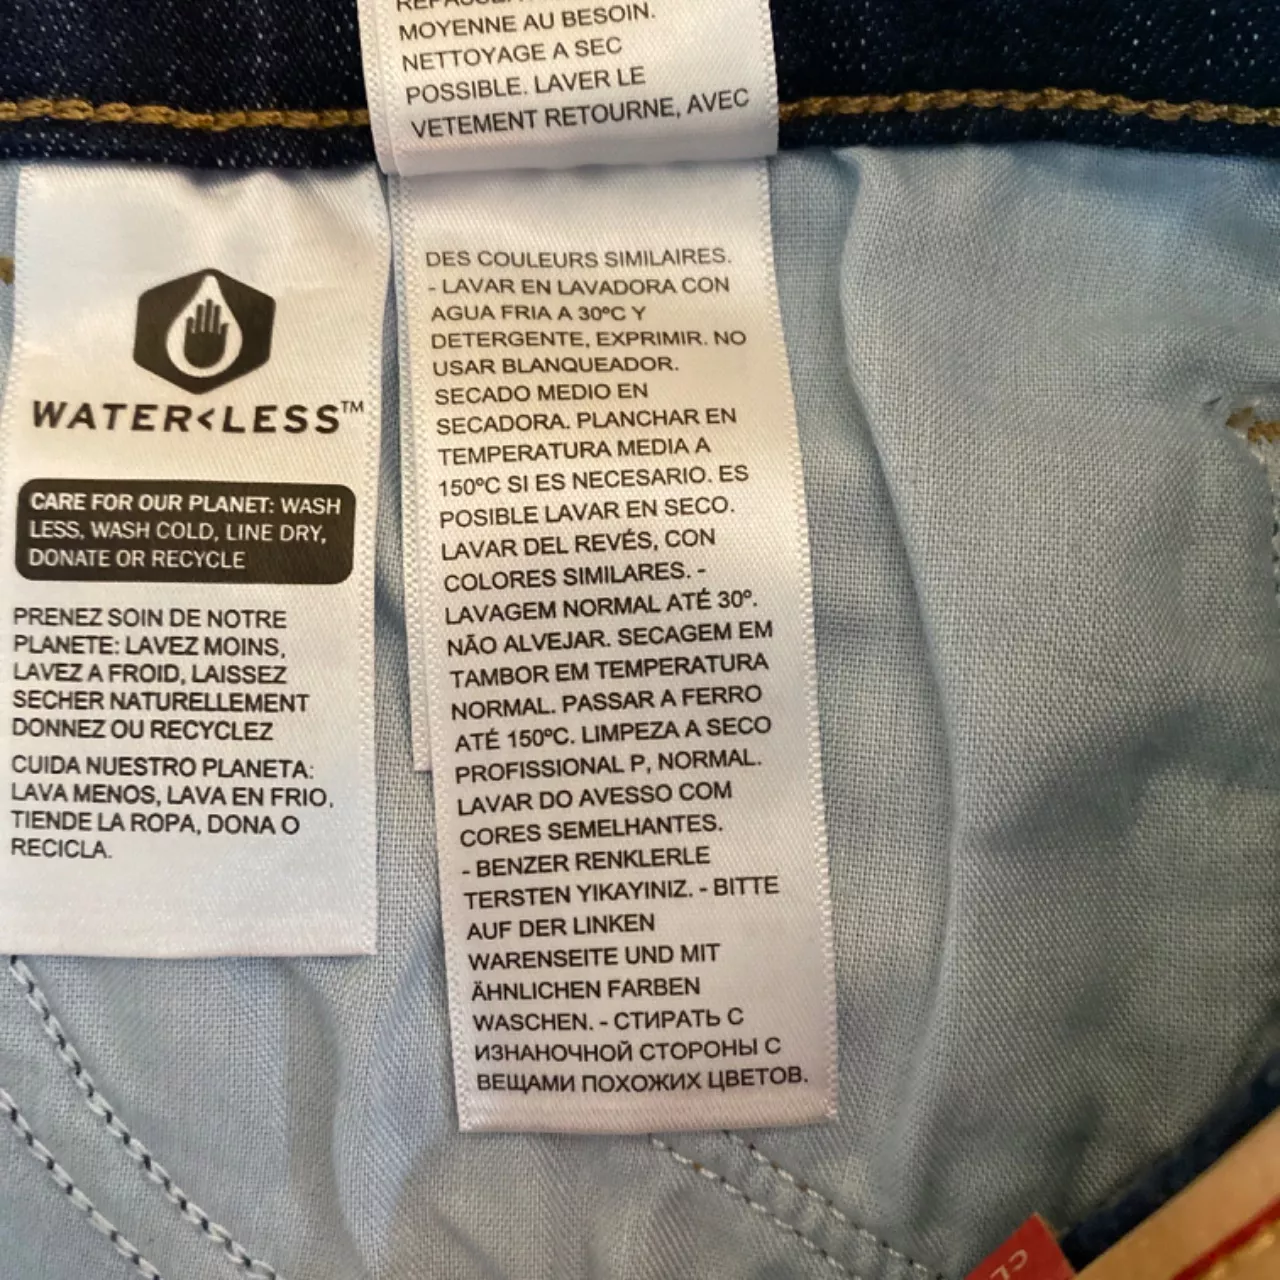 MOYENNE AU BESOIN.
NETTOYAGE A SEC
POSSIBLE. LAVER LE
VETEMENT RETOURNE, AVEC
DES COULEURS SIMILAIRES.
- LAVAR EN LAVADORA CON
AGUA FRIA A 30ºC Y
DETERGENTE, EXPRIMIR. NO
USAR BLANQUEADOR.
SECADO MEDIO EN
SECADORA. PLANCHAR EN
TEMPERATURA MEDIA A
150ºC SI ES NECESARIO. ES
POSIBLE LAVAR EN SECO.
LAVAR DEL REVÉS, CON
COLORES SIMILARES. -
LAVAGEM NORMAL ATÉ 30º.
NÃO ALVEJAR. SECAGEM EM
TAMBOR EM TEMPERATURA
NORMAL. PASSAR A FERRO
ATÉ 150ºC. LIMPEZA A SECO
PROFISSIONAL P, NORMAL.
LAVAR DO AVESSO COM
CORES SEMELHANTES.
- BENZER RENKLERLE
TERSTEN YIKAYINIZ. - BITTE
AUF DER LINKEN
WARENSEITE UND MIT
ÄHNLICHEN FARBEN
WASCHEN. - СТИРАТЬ С
ИЗНАНОЧНОЙ СТОРОНЫ С
ВЕЩАМИ ПОХОЖИХ ЦВЕТОВ.
WATER<LESS™
CARE FOR OUR PLANET: WASH
LESS, WASH COLD, LINE DRY,
DONATE OR RECYCLE
PRENEZ SOIN DE NOTRE
PLANETE: LAVEZ MOINS,
LAVEZ A FROID, LAISSEZ
SECHER NATURELLEMENT
DONNEZ OU RECYCLEZ
CUIDA NUESTRO PLANETA:
LAVA MENOS, LAVA EN FRIO,
TIENDE LA ROPA, DONA O
RECICLA.